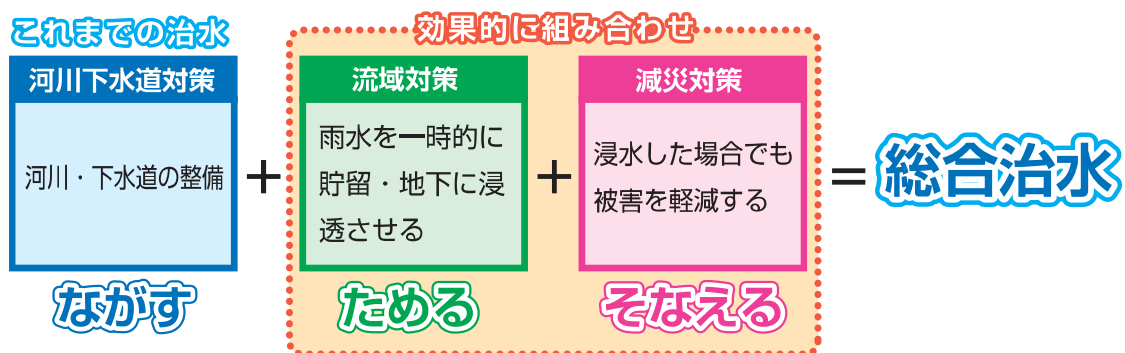 これまでの治水
効果的に組み合わせ
河川下水道対策
河川・下水道の整備
ながす
+
流域対策
雨水を一時的に
貯留・地下に浸
透させる
ためる
+
減災対策
浸水した場合でも
被害を軽減する
そなえる
=
総合治水